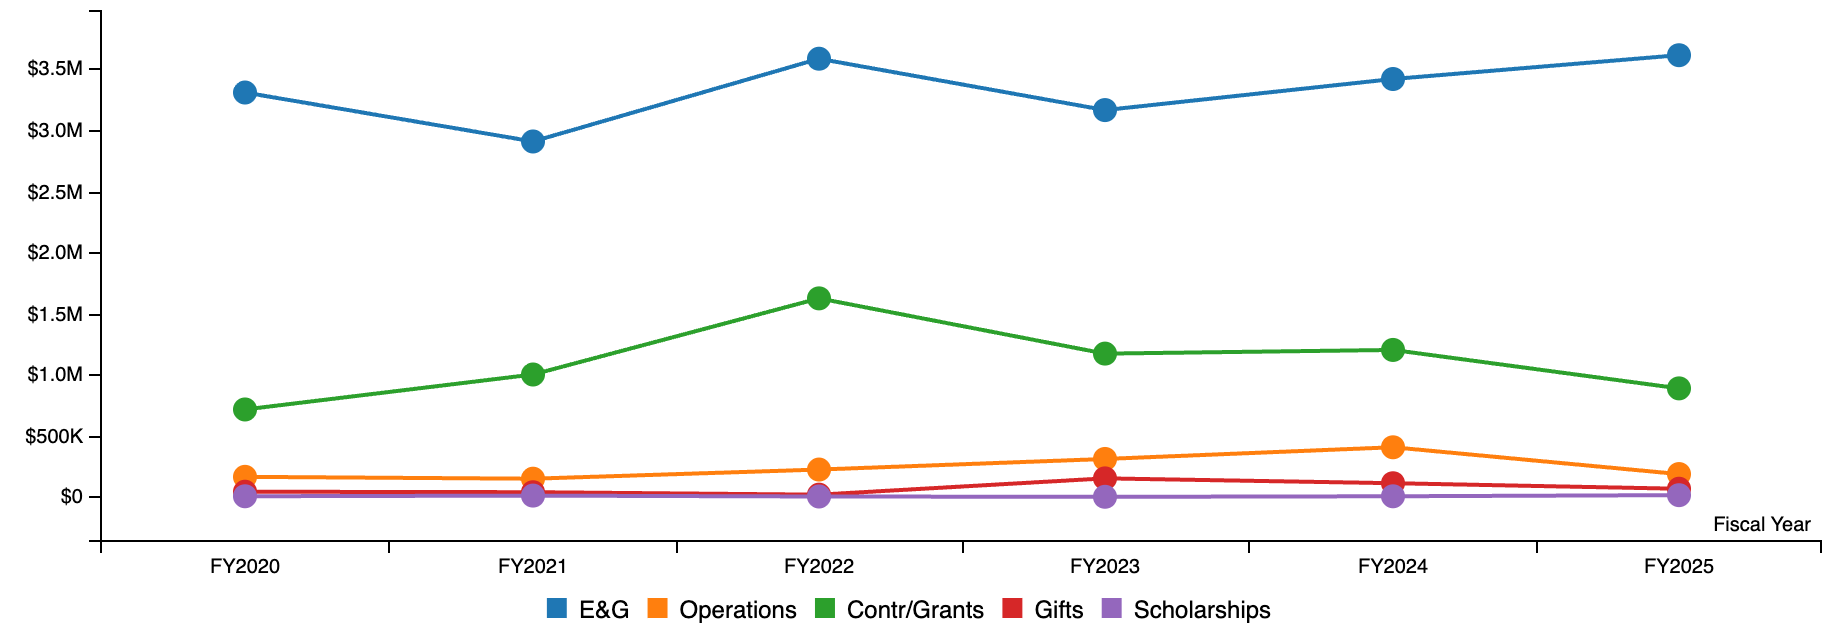 $3.5M
$3.0M
$2.5M
$2.0M
$1.5M
$1.0M
$500K
$0
Fiscal Year
FY2020 FY2021 FY2022 FY2023 FY2024 FY2025
E&G Operations Contr/Grants Gifts Scholarships